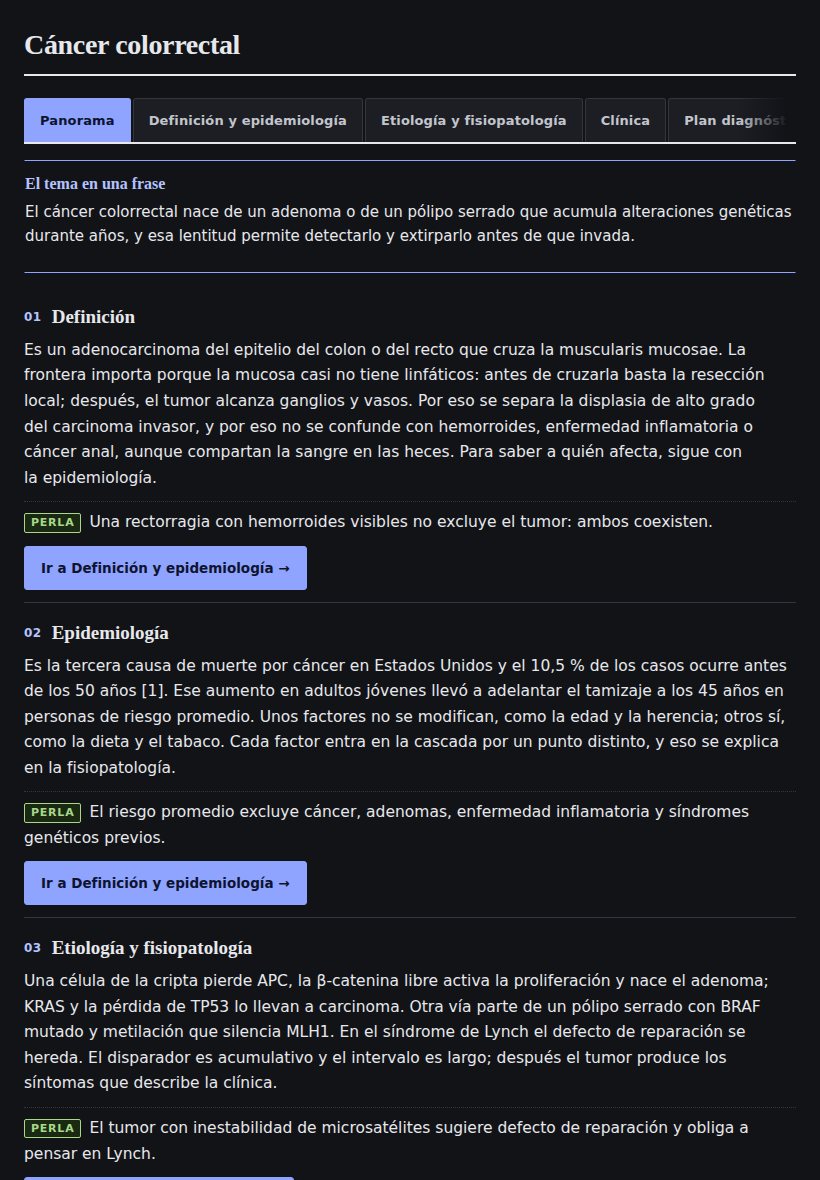 Cáncer colorrectal
Panorama
Definición y epidemiología
Etiología y fisiopatología
Clínica
Plan diagnóst
El tema en una frase
El cáncer colorrectal nace de un adenoma o de un pólipo serrado que acumula alteraciones genéticas
durante años, y esa lentitud permite detectarlo y extirparlo antes de que invada.
01 Definición
Es un adenocarcinoma del epitelio del colon o del recto que cruza la muscularis mucosae. La
frontera importa porque la mucosa casi no tiene linfáticos: antes de cruzarla basta la resección
local; después, el tumor alcanza ganglios y vasos. Por eso se separa la displasia de alto grado
del carcinoma invasor, y por eso no se confunde con hemorroides, enfermedad inflamatoria o
cáncer anal, aunque compartan la sangre en las heces. Para saber a quién afecta, sigue con
la epidemiología.
PERLA Una rectorragia con hemorroides visibles no excluye el tumor: ambos coexisten.
Ir a Definición y epidemiología →
02 Epidemiología
Es la tercera causa de muerte por cáncer en Estados Unidos y el 10,5 % de los casos ocurre antes
de los 50 años [1]. Ese aumento en adultos jóvenes llevó a adelantar el tamizaje a los 45 años en
personas de riesgo promedio. Unos factores no se modifican, como la edad y la herencia; otros sí,
como la dieta y el tabaco. Cada factor entra en la cascada por un punto distinto, y eso se explica
en la fisiopatología.
PERLA El riesgo promedio excluye cáncer, adenomas, enfermedad inflamatoria y síndromes
genéticos previos.
Ir a Definición y epidemiología →
03 Etiología y fisiopatología
Una célula de la cripta pierde APC, la β-catenina libre activa la proliferación y nace el adenoma;
KRAS y la pérdida de TP53 lo llevan a carcinoma. Otra vía parte de un pólipo serrado con BRAF
mutado y metilación que silencia MLH1. En el síndrome de Lynch el defecto de reparación se
hereda. El disparador es acumulativo y el intervalo es largo; después el tumor produce los
síntomas que describe la clínica.
PERLA El tumor con inestabilidad de microsatélites sugiere defecto de reparación y obliga a
pensar en Lynch.